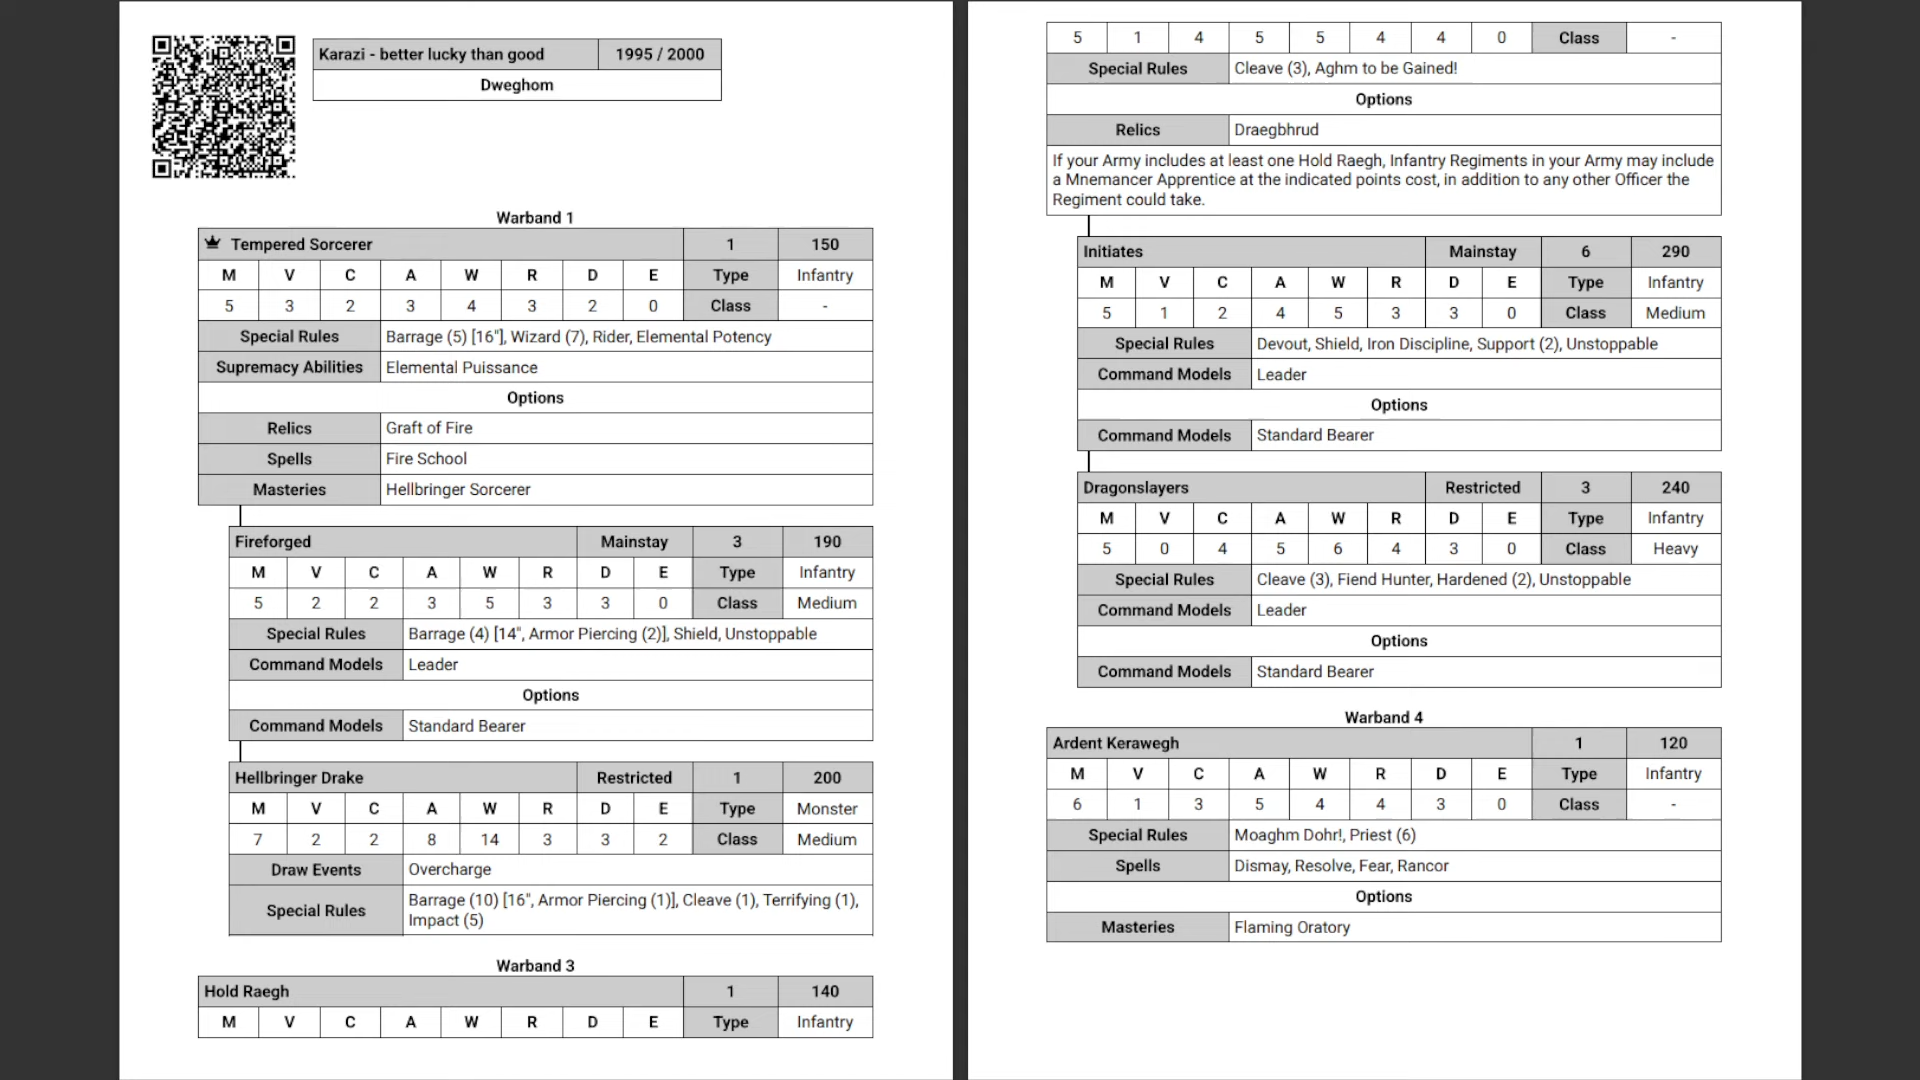 Karazi - better lucky than good 1995 / 2000
Dweghom
Warband 1
Tempered Sorcerer 1 150
M V C A W R D E Type Infantry
5 3 2 3 4 3 2 0 Class -
Special Rules Barrage (5) [16"], Wizard (7), Rider, Elemental Potency
Supremacy Abilities Elemental Puissance
Options
Relics Graft of Fire
Spells Fire School
Masteries Hellbringer Sorcerer
Fireforged Mainstay 3 190
M V C A W R D E Type Infantry
5 2 2 3 5 3 3 0 Class Medium
Special Rules Barrage (4) [14", Armor Piercing (2)], Shield, Unstoppable
Command Models Leader
Options
Command Models Standard Bearer
Hellbringer Drake Restricted 1 200
M V C A W R D E Type Monster
7 2 2 8 14 3 3 2 Class Medium
Draw Events Overcharge
Special Rules Barrage (10) [16", Armor Piercing (1)], Cleave (1), Terrifying (1),
Impact (5)
Warband 3
Hold Raegh 1 140
M V C A W R D E Type Infantry
5 1 4 5 5 4 4 0 Class -
Special Rules Cleave (3), Aghm to be Gained!
Options
Relics Draegbhrud
If your Army includes at least one Hold Raegh, Infantry Regiments in your Army may include
a Mnemancer Apprentice at the indicated points cost, in addition to any other Officer the
Regiment could take.
Initiates Mainstay 6 290
M V C A W R D E Type Infantry
5 1 2 4 5 3 3 0 Class Medium
Special Rules Devout, Shield, Iron Discipline, Support (2), Unstoppable
Command Models Leader
Options
Command Models Standard Bearer
Dragonslayers Restricted 3 240
M V C A W R D E Type Infantry
5 0 4 5 6 4 3 0 Class Heavy
Special Rules Cleave (3), Fiend Hunter, Hardened (2), Unstoppable
Command Models Leader
Options
Command Models Standard Bearer
Warband 4
Ardent Kerawegh 1 120
M V C A W R D E Type Infantry
6 1 3 5 4 4 3 0 Class -
Special Rules Moaghm Dohr!, Priest (6)
Spells Dismay, Resolve, Fear, Rancor
Options
Masteries Flaming Oratory